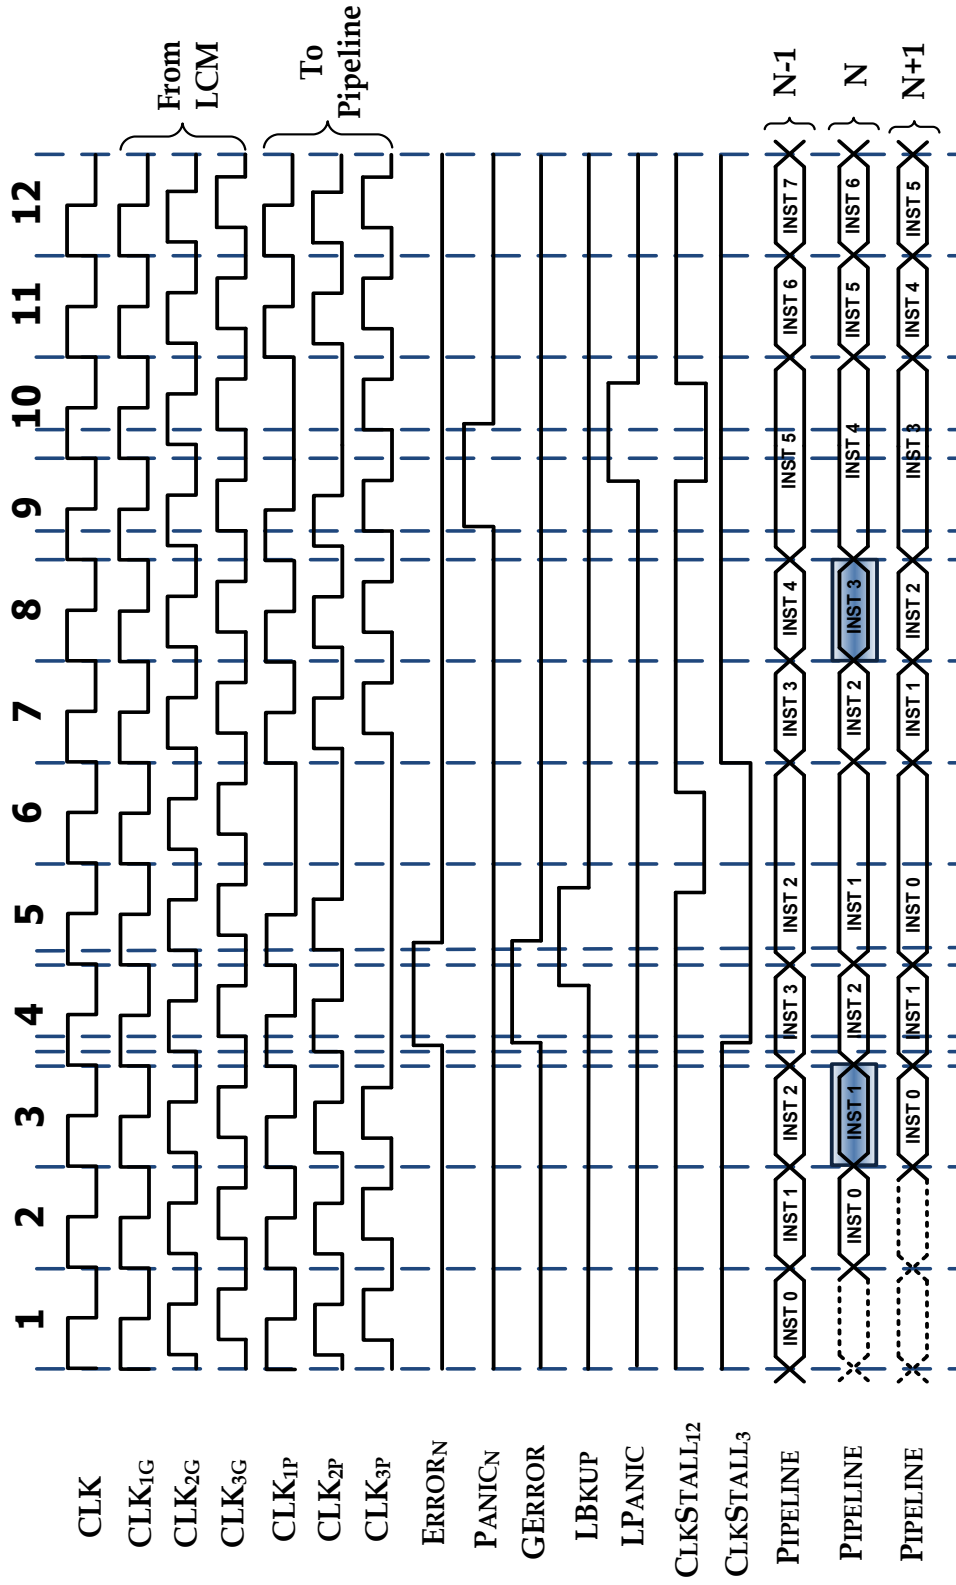 1 2 3 4 5 6 7 8 9 10 11 12
CLK
CLK1G
CLK2G
CLK3G
From
LCM
CLK1P
CLK2P
CLK3P
To
Pipeline
ERRORN
PANICN
GERROR
LBKUP
LPANIC
CLKSTALL12
CLKSTALL3
PIPELINE INST 0 INST 1 INST 2 INST 3 INST 2 INST 3 INST 4 INST 5 INST 6 INST 7 N-1
PIPELINE INST 0 INST 1 INST 2 INST 1 INST 2 INST 3 INST 4 INST 5 INST 6 N
PIPELINE INST 0 INST 1 INST 0 INST 1 INST 2 INST 3 INST 4 INST 5 N+1